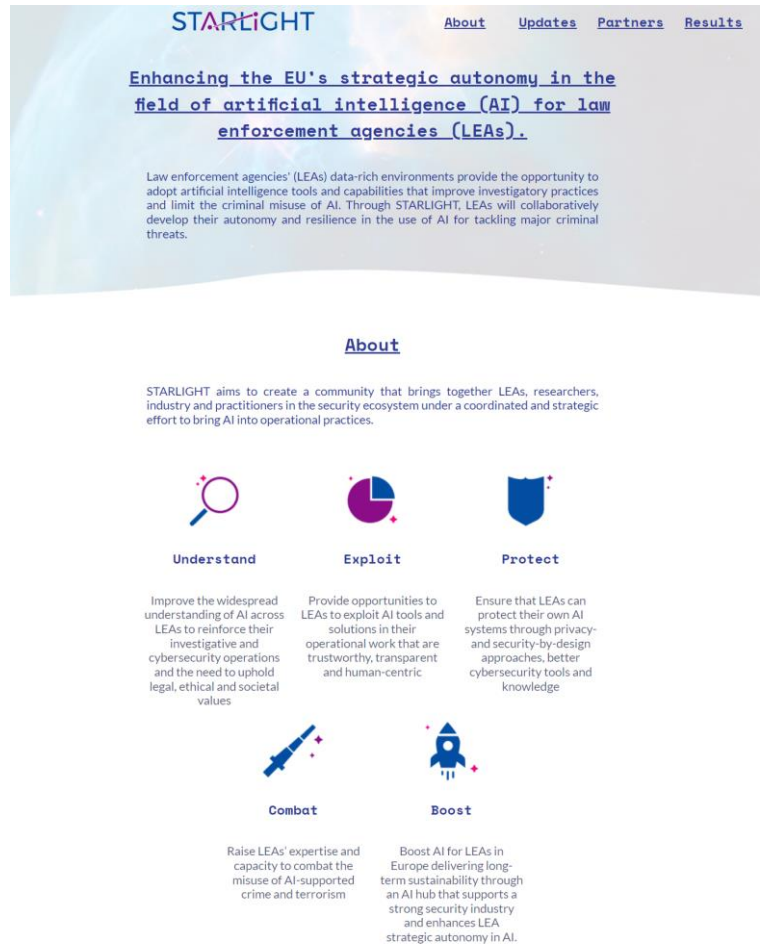 STARLiGHT
About Updates Partners Results
Enhancing the EU's strategic autonomy in the
field of artificial intelligence (AI) for law
enforcement agencies (LEAs).
Law enforcement agencies' (LEAs) data-rich environments provide the opportunity to
adopt artificial intelligence tools and capabilities that improve investigatory practices
and limit the criminal misuse of AI. Through STARLIGHT, LEAs will collaboratively
develop their autonomy and resilience in the use of AI for tackling major criminal
threats.
About
STARLIGHT aims to create a community that brings together LEAs, researchers,
industry and practitioners in the security ecosystem under a coordinated and strategic
effort to bring AI into operational practices.
Understand
Improve the widespread
understanding of AI across
LEAs to reinforce their
investigative and
cybersecurity operations
and the need to uphold
legal, ethical and societal
values
Exploit
Provide opportunities to
LEAs to exploit AI tools and
solutions in their
operational work that are
trustworthy, transparent
and human-centric
Protect
Ensure that LEAs can
protect their own AI
systems through privacy-
and security-by-design
approaches, better
cybersecurity tools and
knowledge
Combat
Raise LEAs' expertise and
capacity to combat the
misuse of AI-supported
crime and terrorism
Boost
Boost AI for LEAs in
Europe delivering long-
term sustainability through
an AI hub that supports a
strong security industry
and enhances LEA
strategic autonomy in AI.